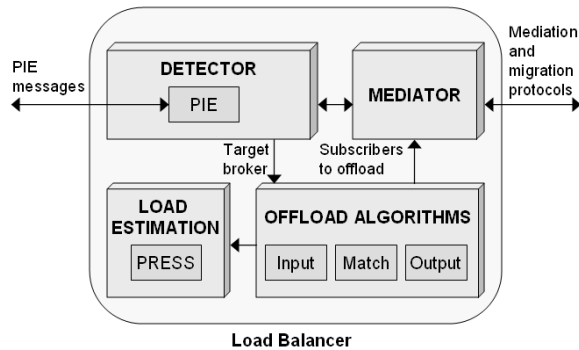 PIE
messages
DETECTOR
PIE
MEDIATOR
Mediation
and
migration
protocols
Target
broker
Subscribers
to offload
LOAD
ESTIMATION
PRESS
OFFLOAD ALGORITHMS
Input
Match
Output
Load Balancer